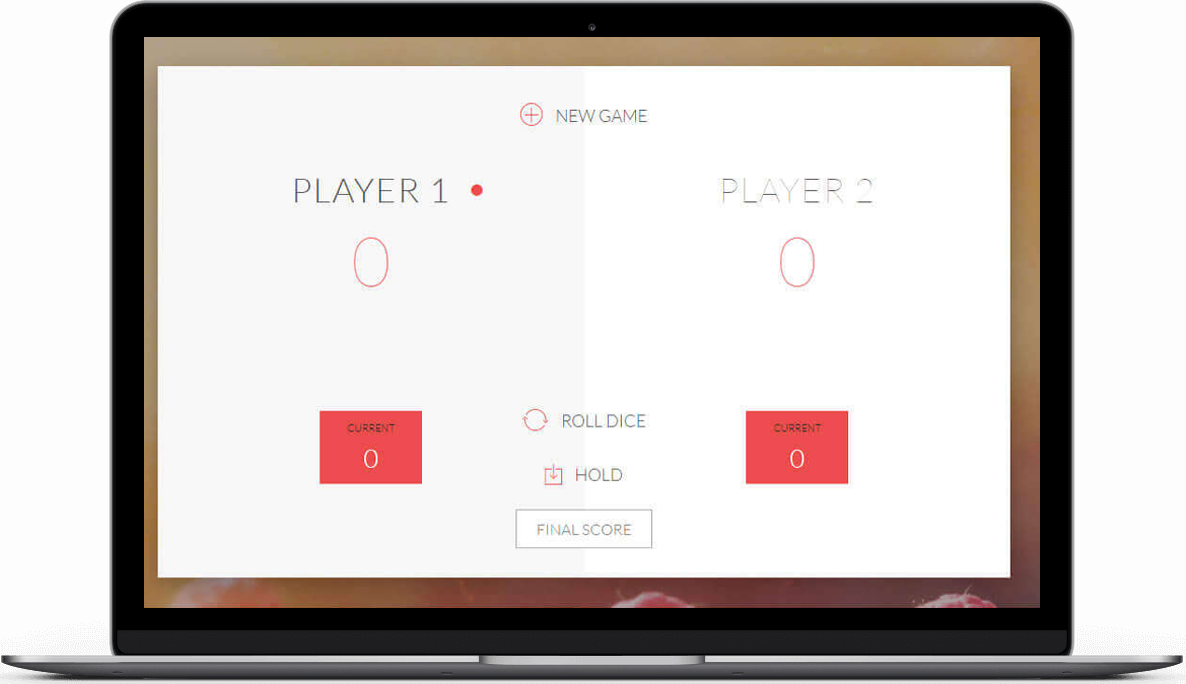 NEW GAME
PLAYER 1
PLAYER 2
0
0
CURRENT
0
ROLL DICE
CURRENT
0
HOLD
FINAL SCORE